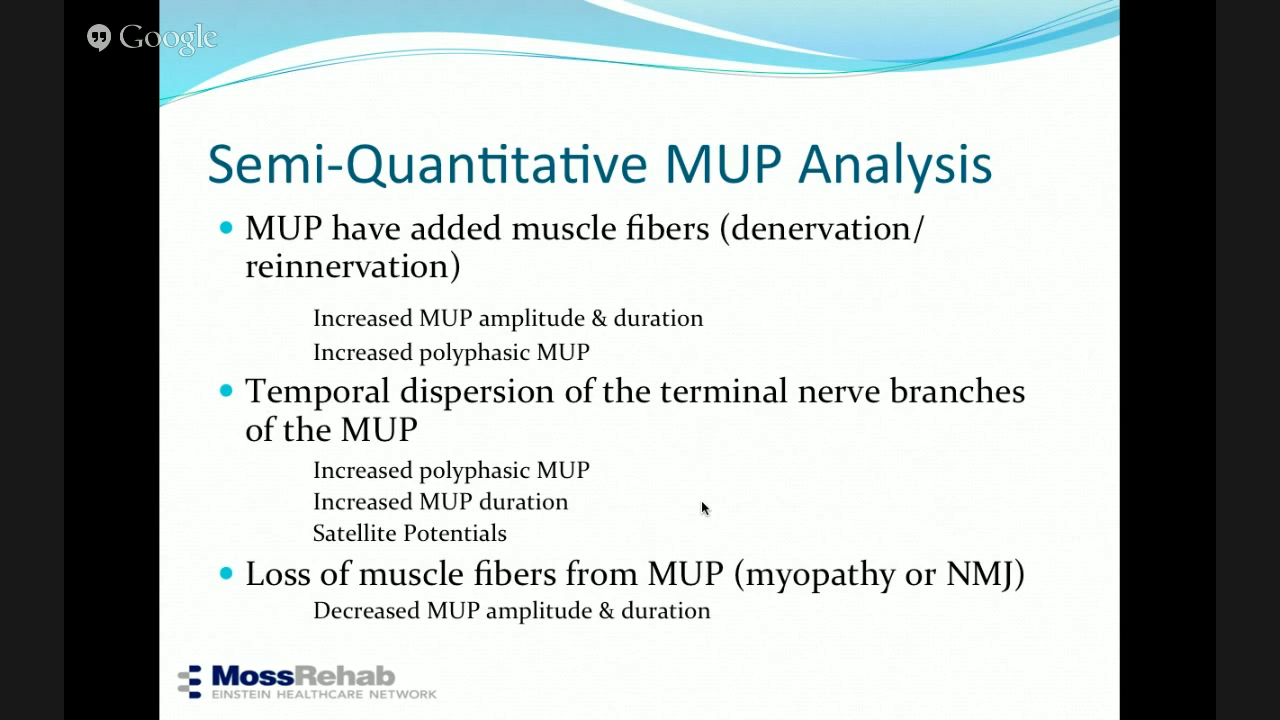 Google
Semi-Quantitative MUP Analysis
• MUP have added muscle fibers (denervation/
reinnervation)
Increased MUP amplitude & duration
Increased polyphasic MUP
• Temporal dispersion of the terminal nerve branches
of the MUP
Increased polyphasic MUP
Increased MUP duration
Satellite Potentials
• Loss of muscle fibers from MUP (myopathy or NMJ)
Decreased MUP amplitude & duration
MossRehab
EINSTEIN HEALTHCARE NETWORK